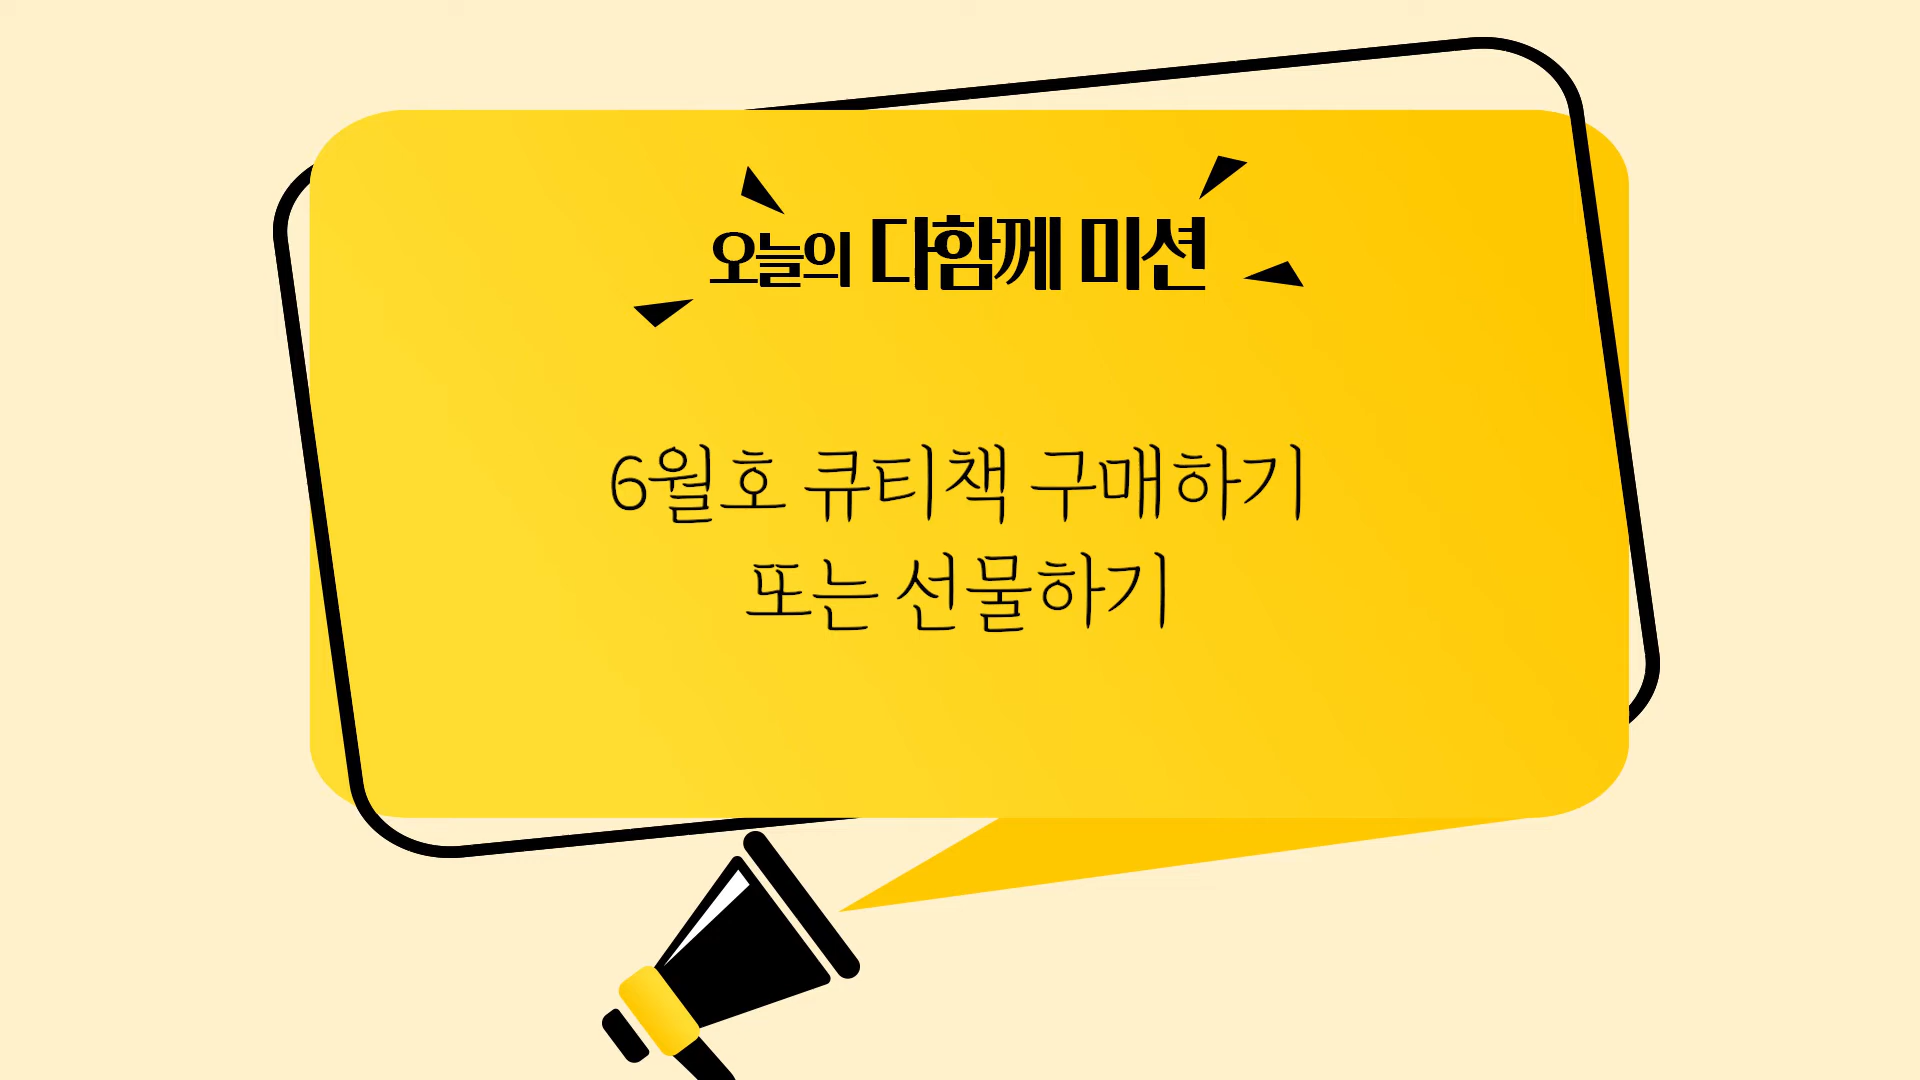 오늘의 다함께 미션
6월호 큐티책 구매하기
또는 선물하기